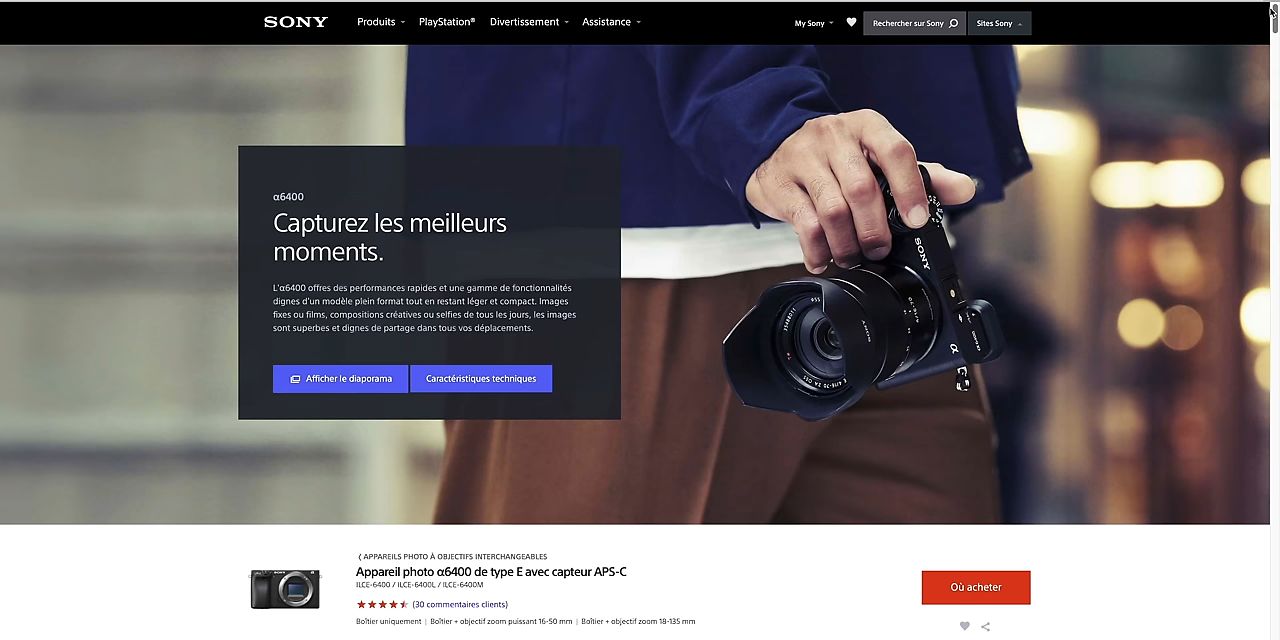 SONY
Produits
PlayStation®
Divertissement
Assistance
My Sony
Rechercher sur Sony
Sites Sony
α6400
Capturez les meilleurs
moments.
L'α6400 offres des performances rapides et une gamme de fonctionnalités
dignes d'un modèle plein format tout en restant léger et compact. Images
fixes ou films, compositions créatives ou selfies de tous les jours, les images
sont superbes et dignes de partage dans tous vos déplacements.
Afficher le diaporama
Caractéristiques techniques
SONY
α
❬ APPAREILS PHOTO À OBJECTIFS INTERCHANGEABLES
Appareil photo α6400 de type E avec capteur APS-C
ILCE-6400 / ILCE-6400L / ILCE-6400M
(30 commentaires clients)
Boîtier uniquement | Boîtier + objectif zoom puissant 16-50 mm | Boîtier + objectif zoom 18-135 mm
Où acheter